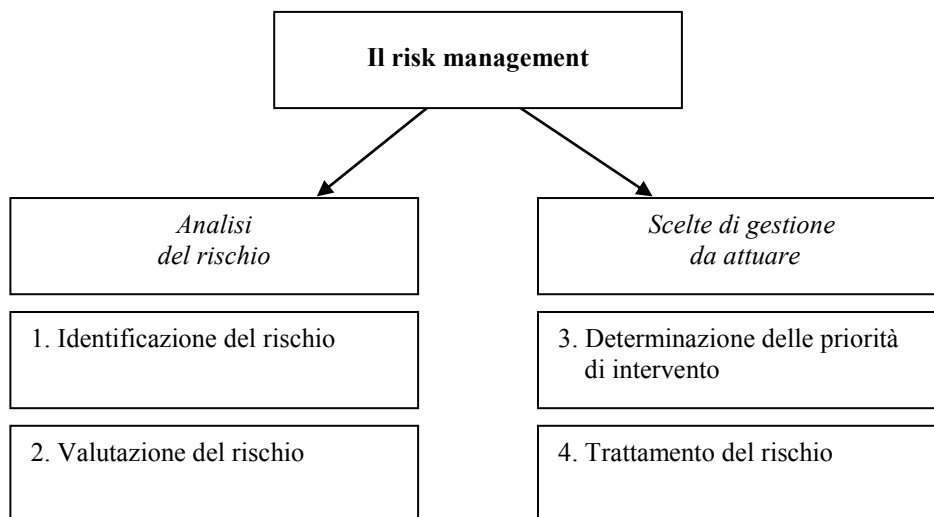 Il risk management
Analisi
del rischio
1. Identificazione del rischio
2. Valutazione del rischio
Scelte di gestione
da attuare
3. Determinazione delle priorità
di intervento
4. Trattamento del rischio